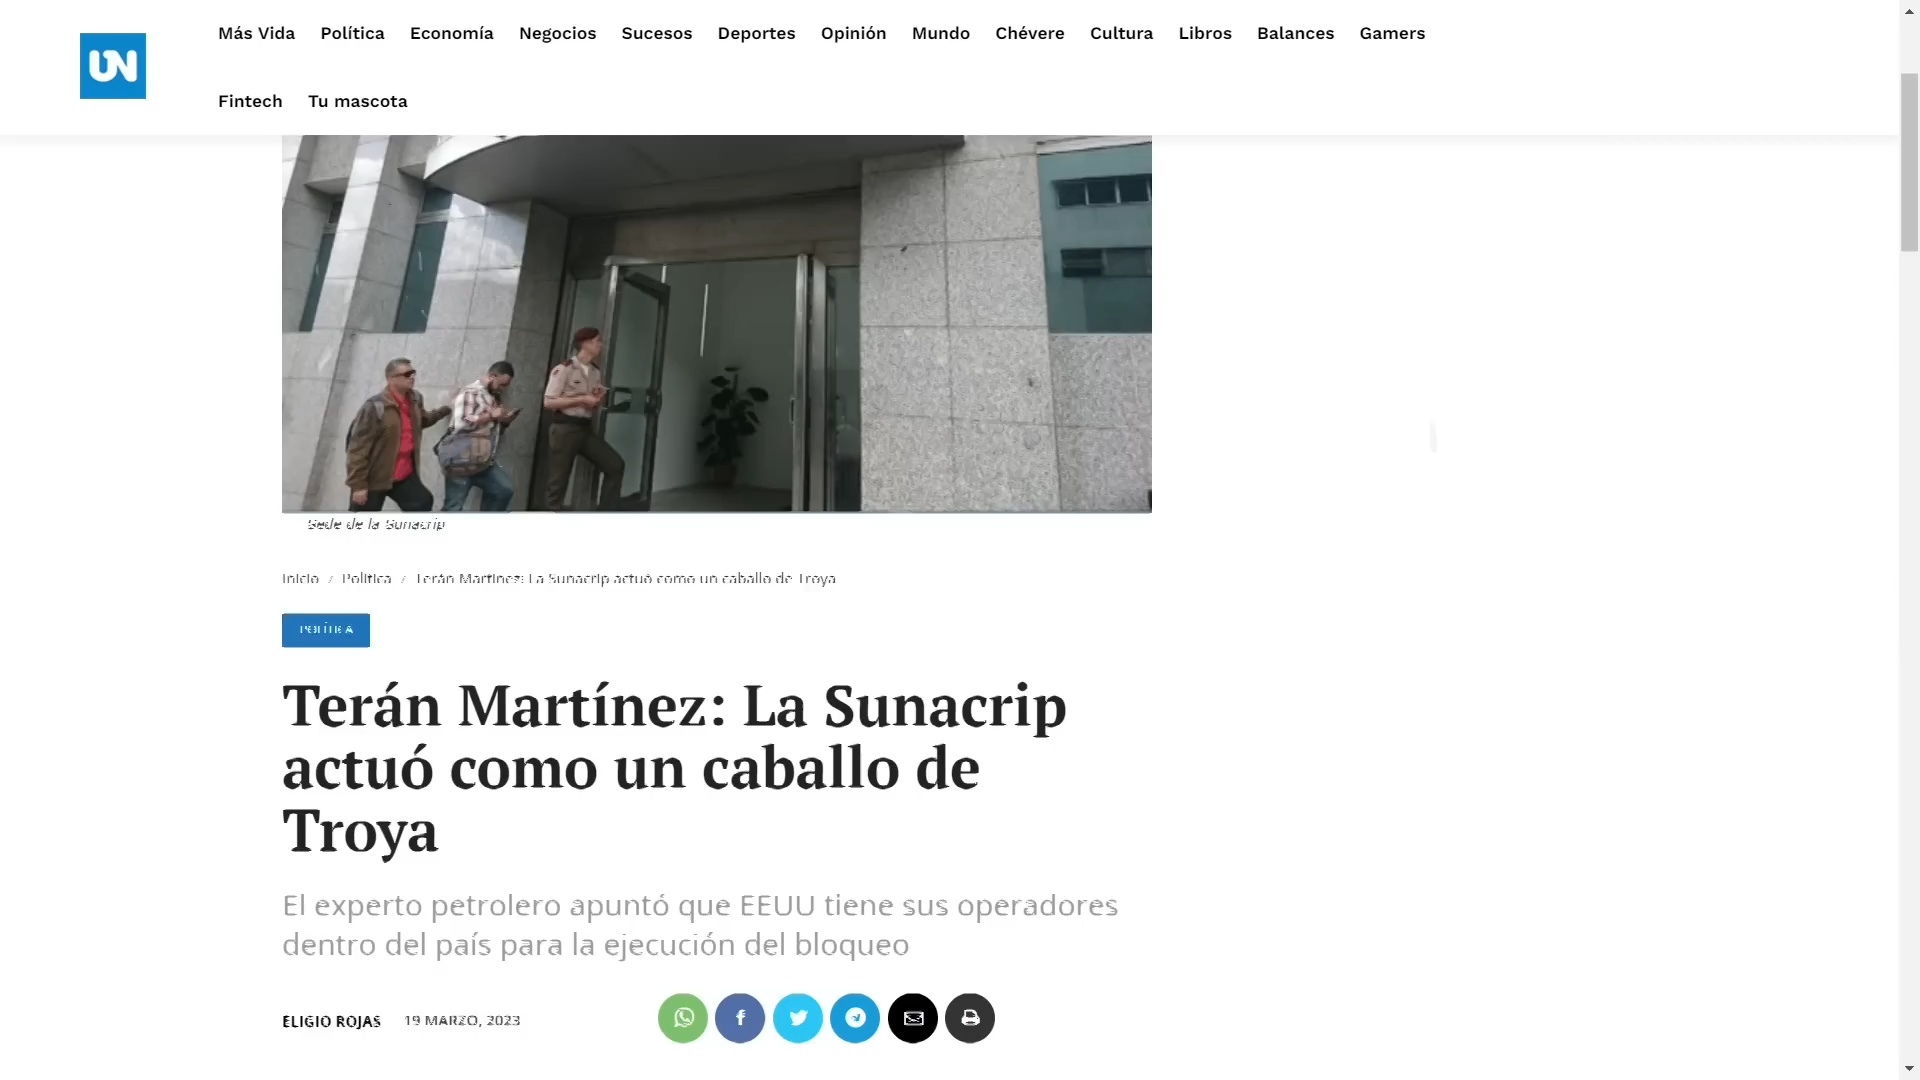 UN
Más Vida Política Economía Negocios Sucesos Deportes Opinión Mundo Chévere Cultura Libros Balances Gamers
Fintech Tu mascota
Sede de la Sunacrip
Inicio / Política / Terán Martínez: La Sunacrip actuó como un caballo de Troya
POLÍTICA
Terán Martínez: La Sunacrip
actuó como un caballo de
Troya
El experto petrolero apuntó que EEUU tiene sus operadores
dentro del país para la ejecución del bloqueo
ELIGIO ROJAS 19 MARZO, 2023